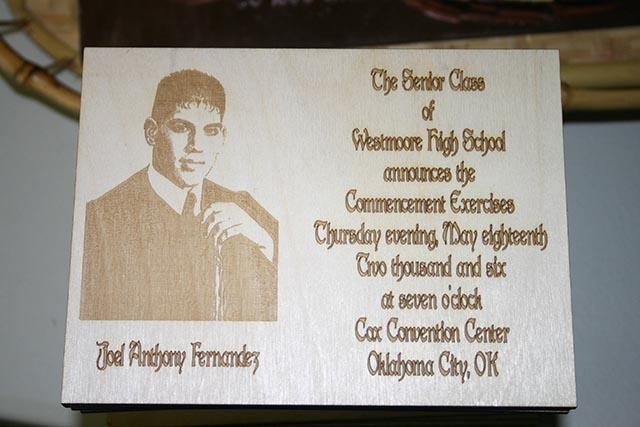 The Senior Class
of
Westmoore High School
announces the
Commencement Exercises
Thursday evening, May eighteenth
Two thousand and six
at seven o'clock
Cox Convention Center
Oklahoma City, OK
Joel Anthony Fernandez